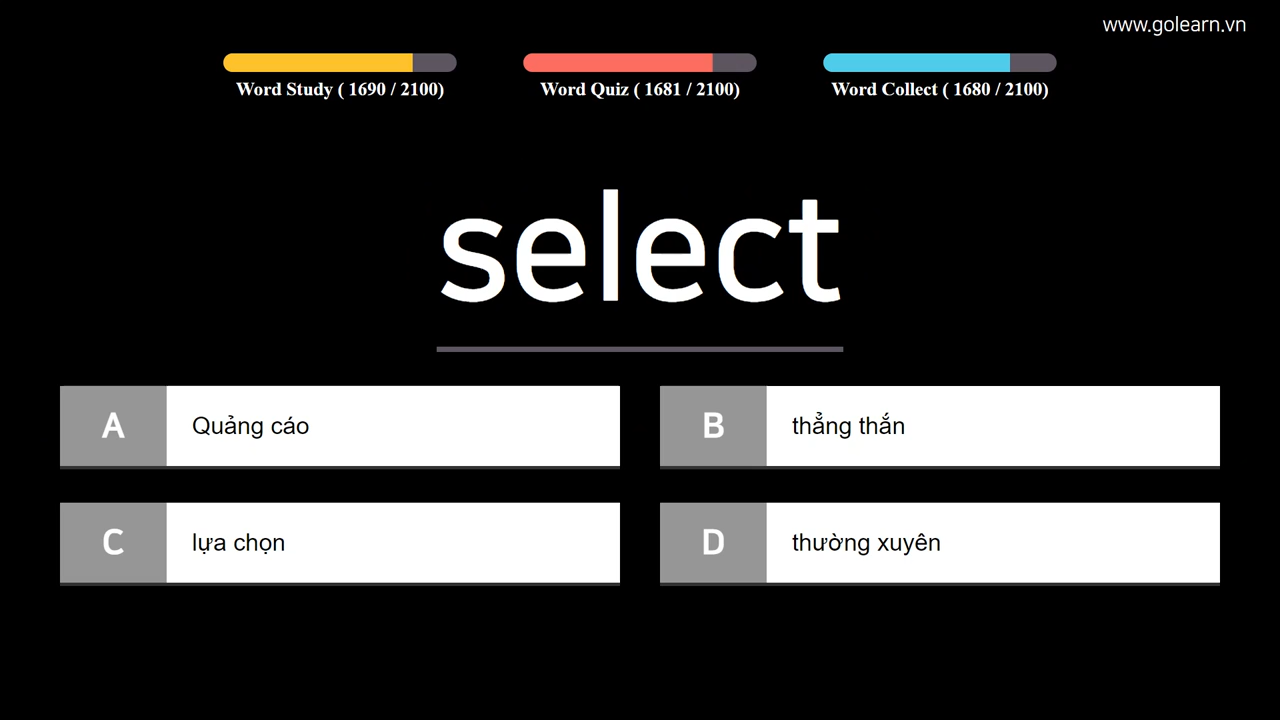 www.golearn.vn
Word Study ( 1690 / 2100)
Word Quiz ( 1681 / 2100)
Word Collect ( 1680 / 2100)
select
A Quảng cáo
B thẳng thắn
C lựa chọn
D thường xuyên